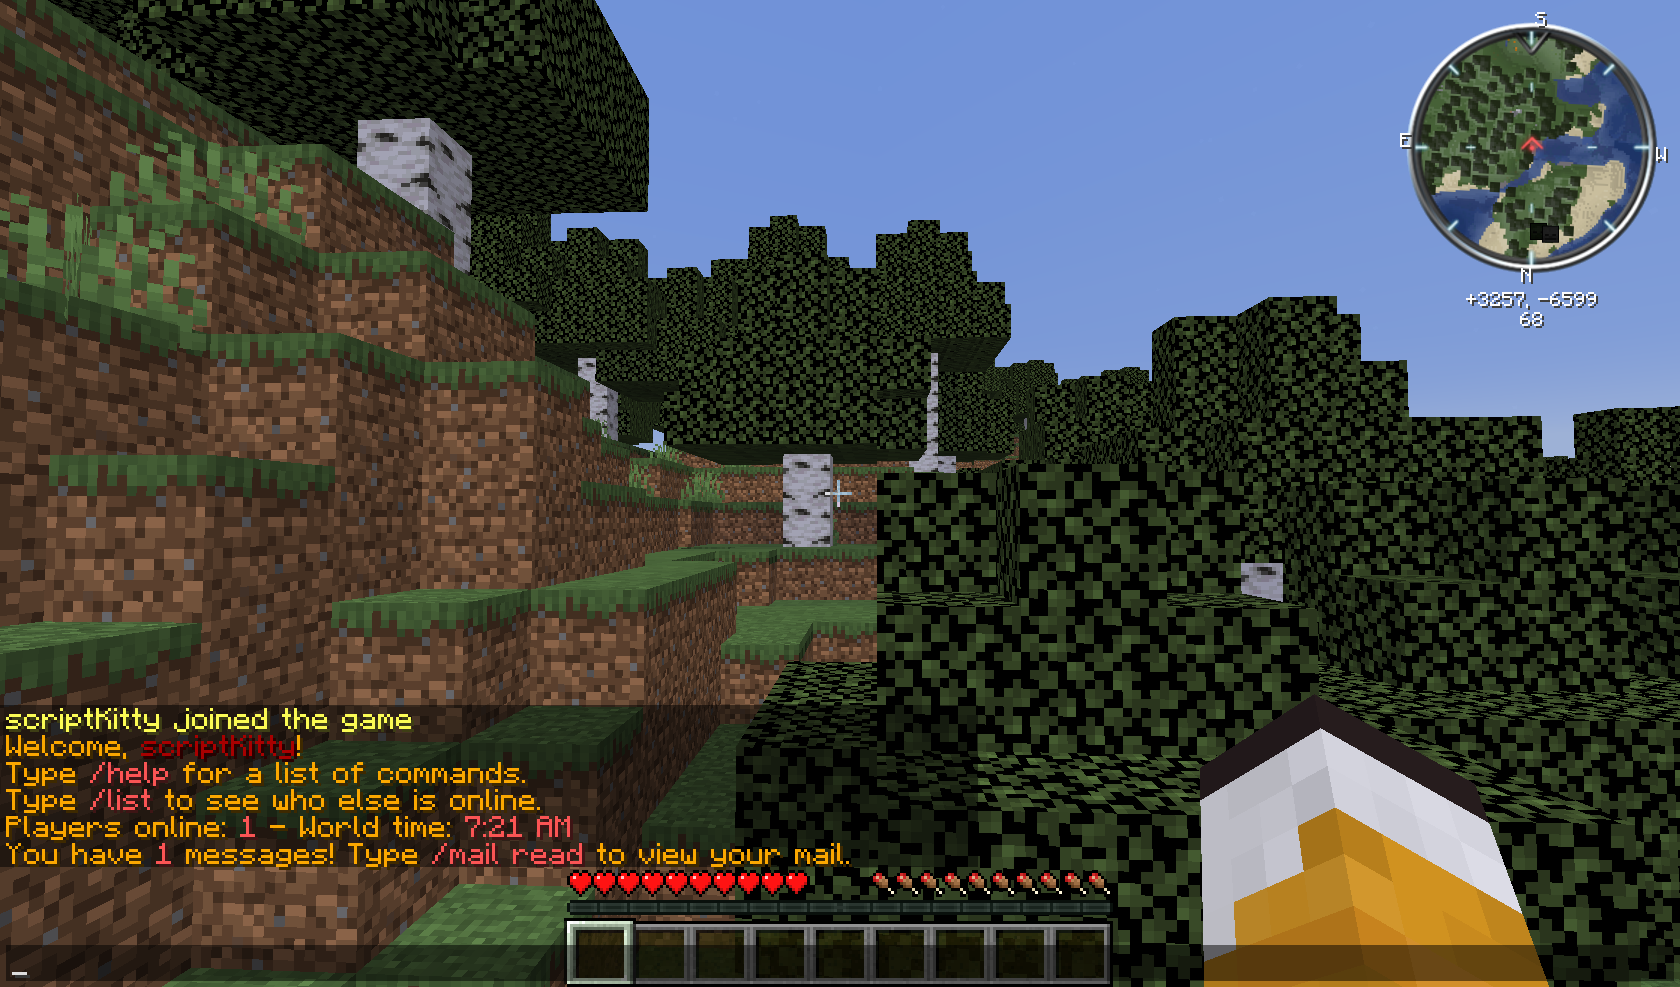 S
E
W
N
+3257, -6599
68
scriptKitty joined the game
Welcome, scriptKitty!
Type /help for a list of commands.
Type /list to see who else is online.
Players online: 1 - World time: 7:21 AM
You have 1 messages! Type /mail read to view your mail.
_